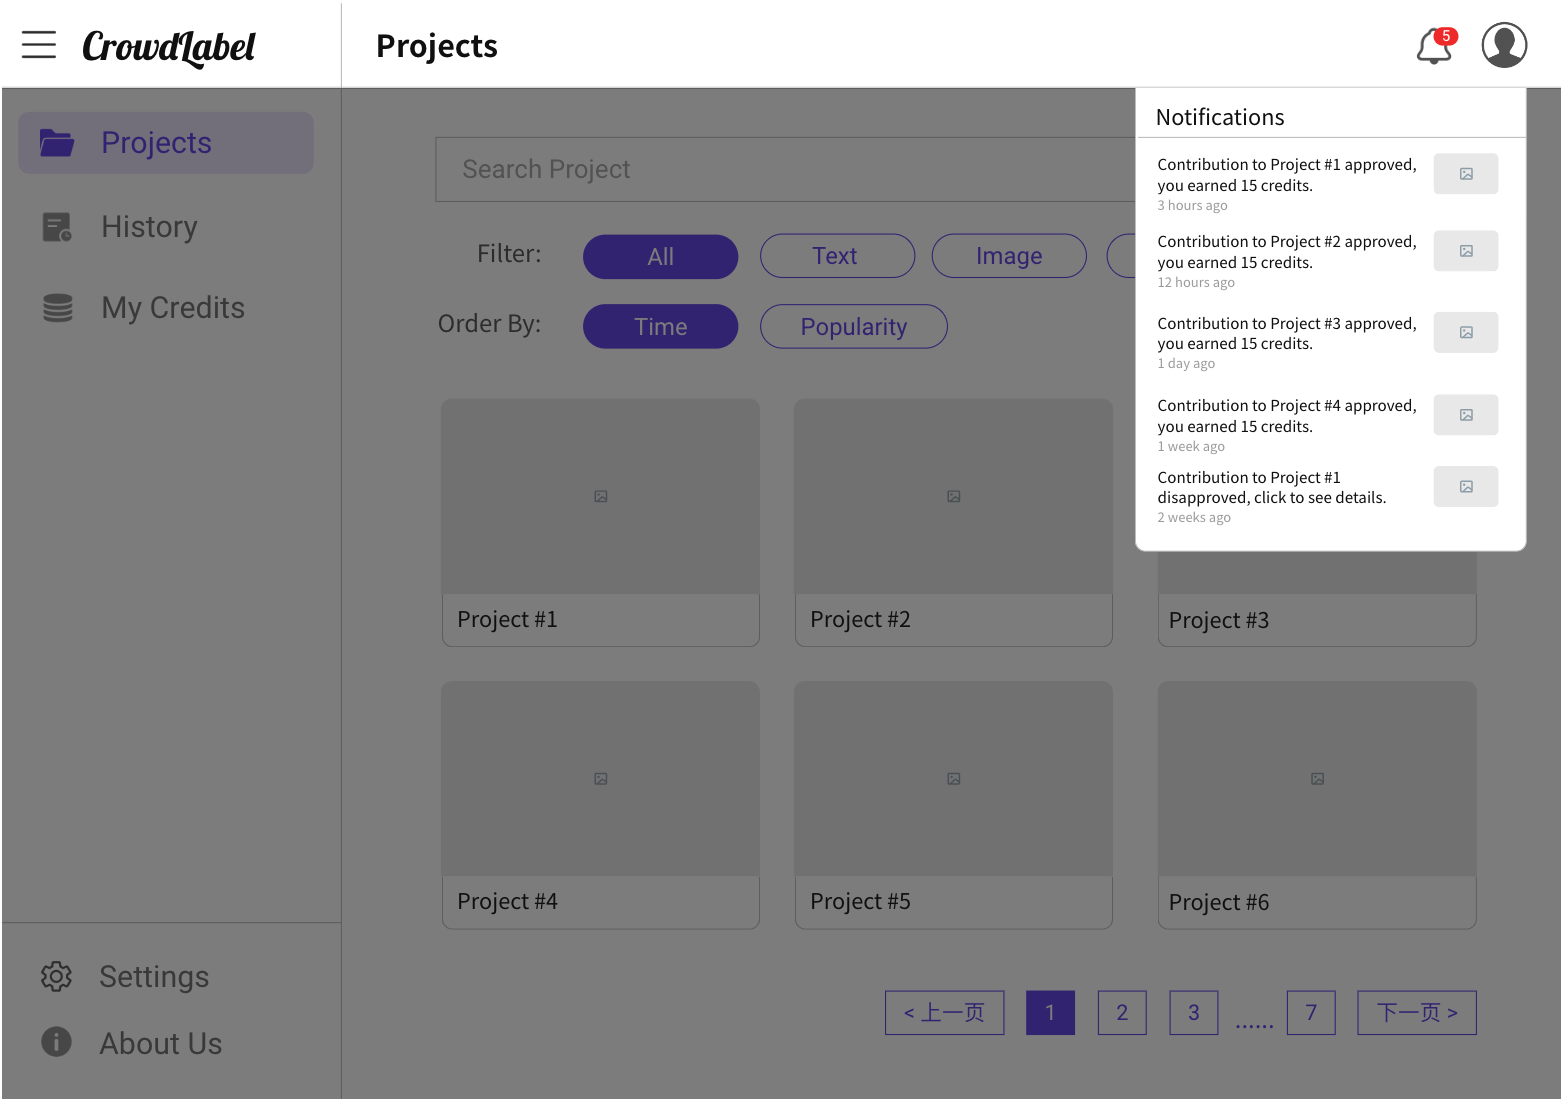 CrowdLabel
Projects
5
Projects
History
My Credits
Settings
About Us
Search Project
Filter:
All
Text
Image
Order By:
Time
Popularity
Notifications
Contribution to Project #1 approved,
you earned 15 credits.
3 hours ago
Contribution to Project #2 approved,
you earned 15 credits.
12 hours ago
Contribution to Project #3 approved,
you earned 15 credits.
1 day ago
Contribution to Project #4 approved,
you earned 15 credits.
1 week ago
Contribution to Project #1
disapproved, click to see details.
2 weeks ago
Project #1
Project #2
Project #3
Project #4
Project #5
Project #6
< 上一页
1
2
3
......
7
下一页 >